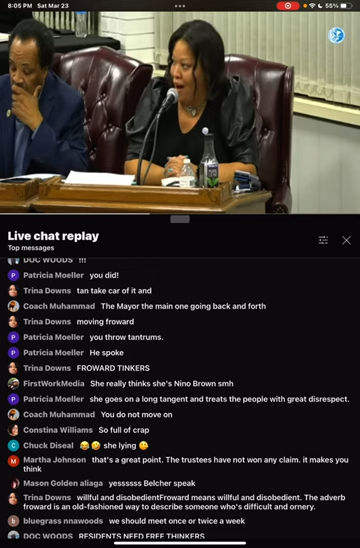 8:05 PM Sat Mar 23
55%
Live chat replay
Top messages
DOC WOODS !!!
P Patricia Moeller you did!
Trina Downs tan take car of it and
Coach Muhammad The Mayor the main one going back and forth
Trina Downs moving froward
P Patricia Moeller you throw tantrums.
P Patricia Moeller He spoke
Trina Downs FROWARD TINKERS
FirstWorkMedia She really thinks she's Nino Brown smh
P Patricia Moeller she goes on a long tangent and treats the people with great disrespect.
Coach Muhammad You do not move on
Constina Williams So full of crap
C Chuck Diseal 🤣😂 she lying 🤥
M Martha Johnson that's a great point. The trustees have not won any claim. it makes you
think
Mason Golden aliaga yessssss Belcher speak
Trina Downs willful and disobedientFroward means willful and disobedient. The adverb
froward is an old-fashioned way to describe someone who's difficult and ornery.
b bluegrass nnawoods we should meet once or twice a week
DOC WOODS RESIDENTS NEED FREE THINKERS